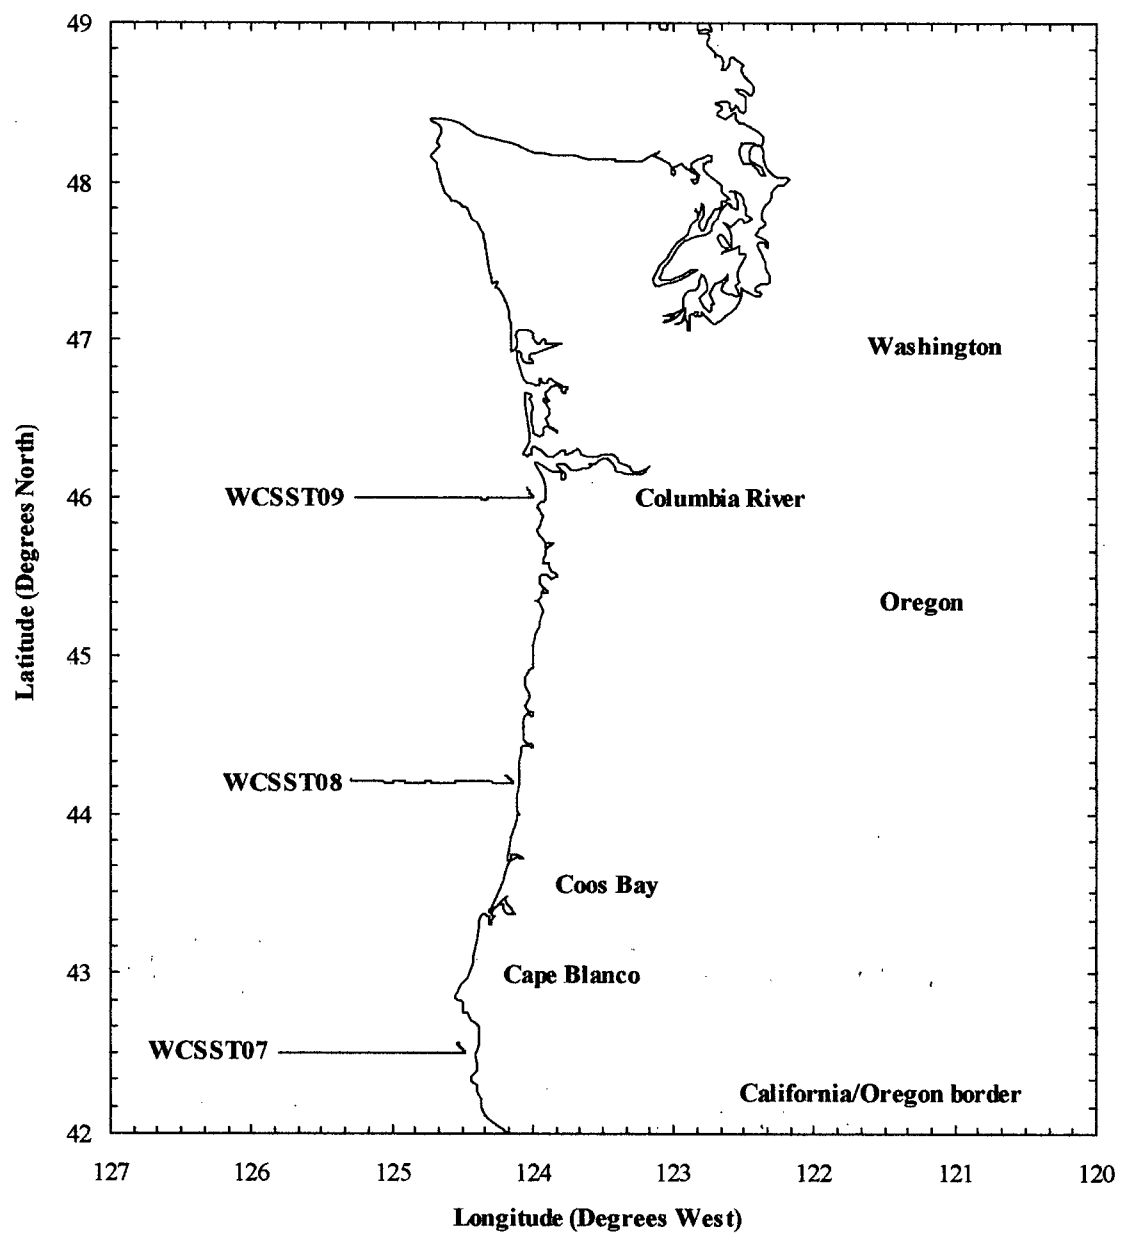 49
48
47
Washington
WCSST09
46
Columbia River
Oregon
45
WCSST08
44
Coos Bay
43
Cape Blanco
WCSST07
California/Oregon border
42
127 126 125 124 123 122 121 120
Longitude (Degrees West)
Latitude (Degrees North)